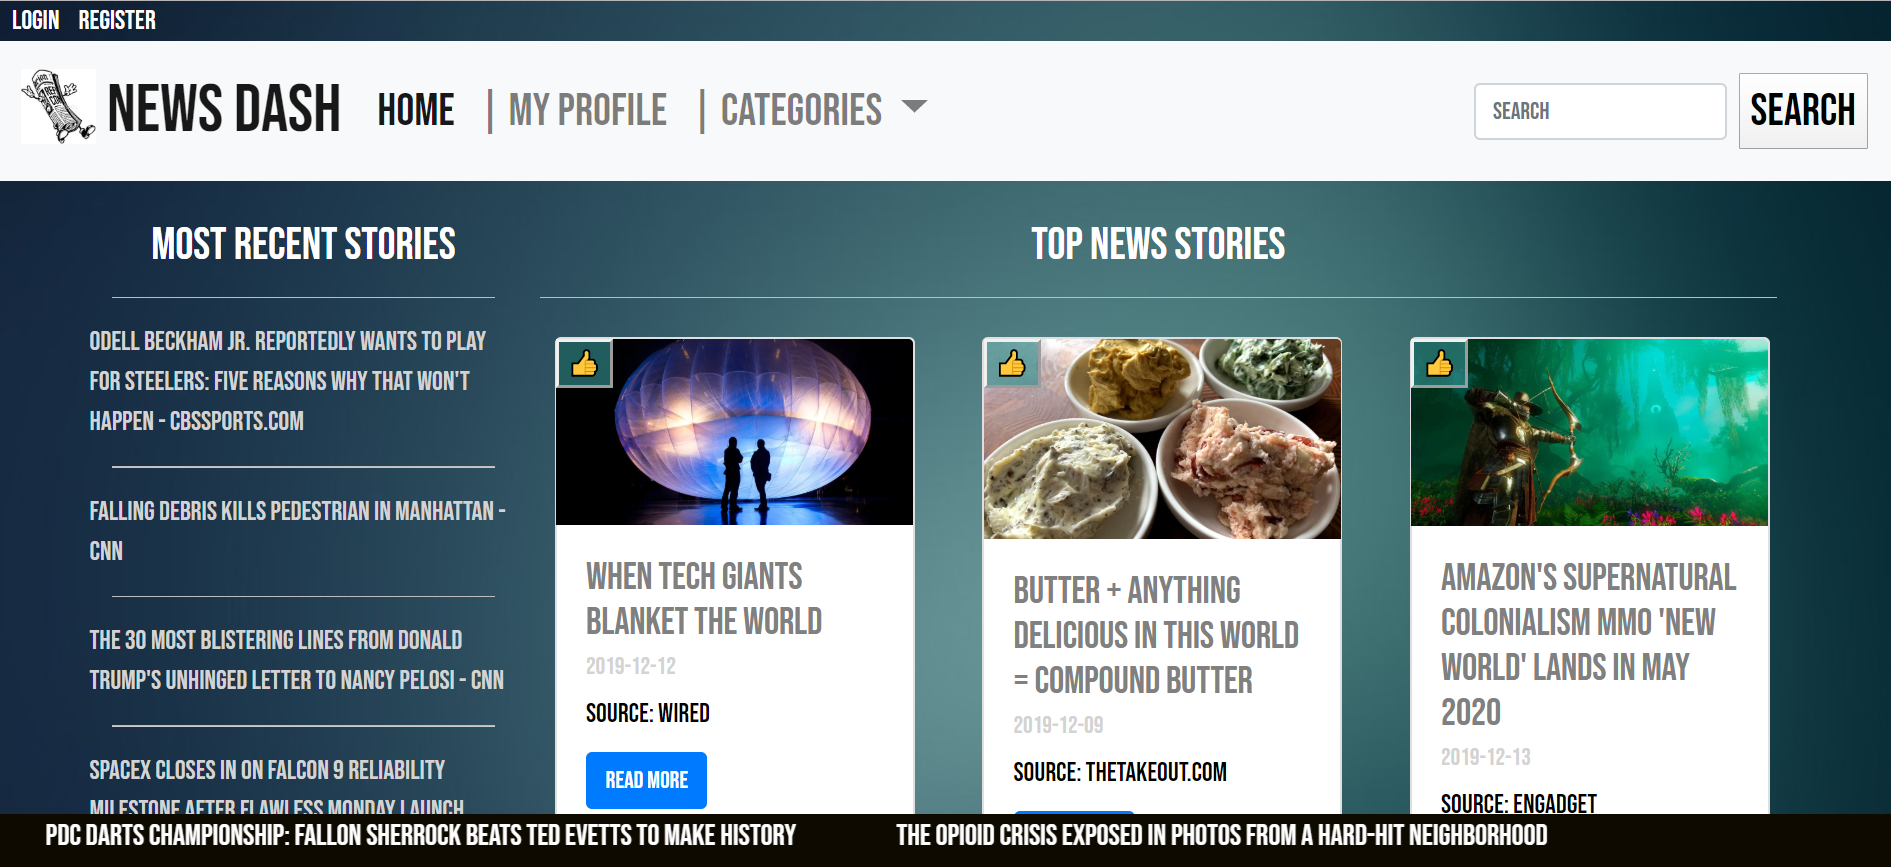 LOGIN REGISTER
NEWS DASH HOME | MY PROFILE | CATEGORIES SEARCH SEARCH
MOST RECENT STORIES
ODELL BECKHAM JR. REPORTEDLY WANTS TO PLAY
FOR STEELERS: FIVE REASONS WHY THAT WON'T
HAPPEN - CBSSPORTS.COM
FALLING DEBRIS KILLS PEDESTRIAN IN MANHATTAN -
CNN
THE 30 MOST BLISTERING LINES FROM DONALD
TRUMP'S UNHINGED LETTER TO NANCY PELOSI - CNN
SPACEX CLOSES IN ON FALCON 9 RELIABILITY
MILESTONE AFTER FLAWLESS MONDAY LAUNCH
TOP NEWS STORIES
WHEN TECH GIANTS
BLANKET THE WORLD
2019-12-12
SOURCE: WIRED
READ MORE
BUTTER + ANYTHING
DELICIOUS IN THIS WORLD
= COMPOUND BUTTER
2019-12-09
SOURCE: THETAKEOUT.COM
AMAZON'S SUPERNATURAL
COLONIALISM MMO 'NEW
WORLD' LANDS IN MAY
2020
2019-12-13
SOURCE: ENGADGET
PDC DARTS CHAMPIONSHIP: FALLON SHERROCK BEATS TED EVETTS TO MAKE HISTORY THE OPIOID CRISIS EXPOSED IN PHOTOS FROM A HARD-HIT NEIGHBORHOOD